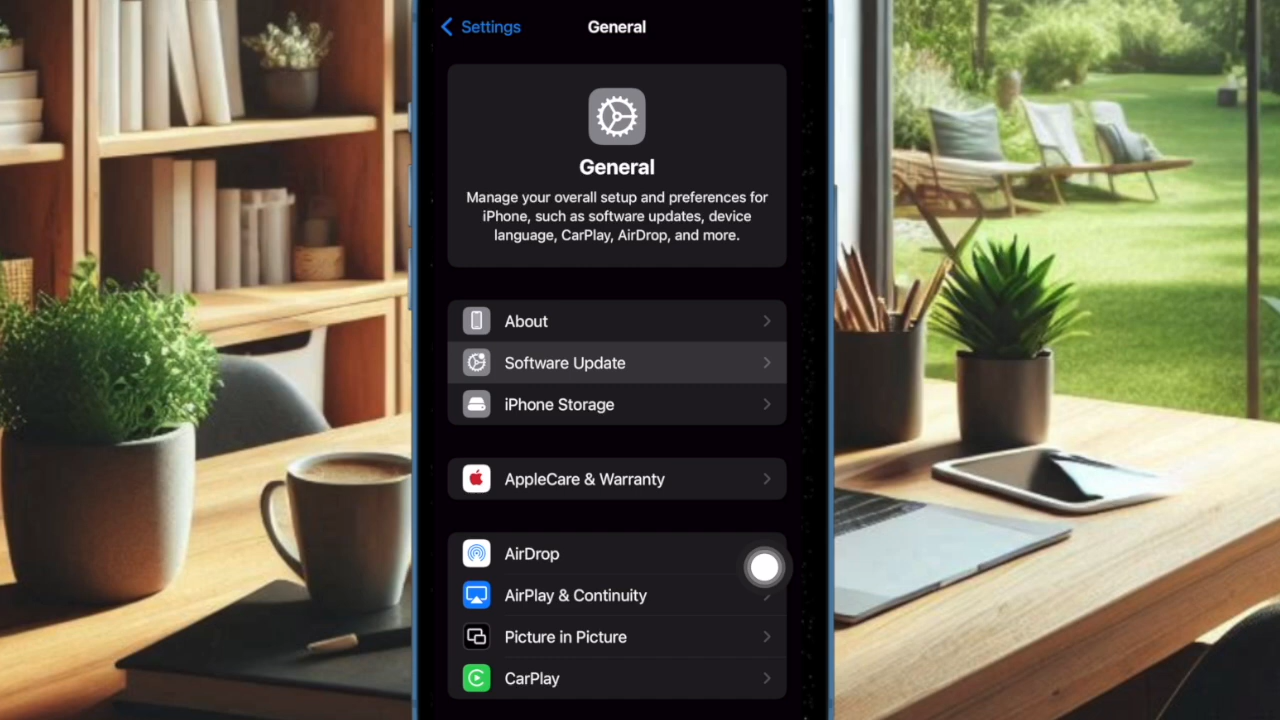 Settings
General
General
Manage your overall setup and preferences for
iPhone, such as software updates, device
language, CarPlay, AirDrop, and more.
About
Software Update
iPhone Storage
AppleCare & Warranty
AirDrop
AirPlay & Continuity
Picture in Picture
CarPlay